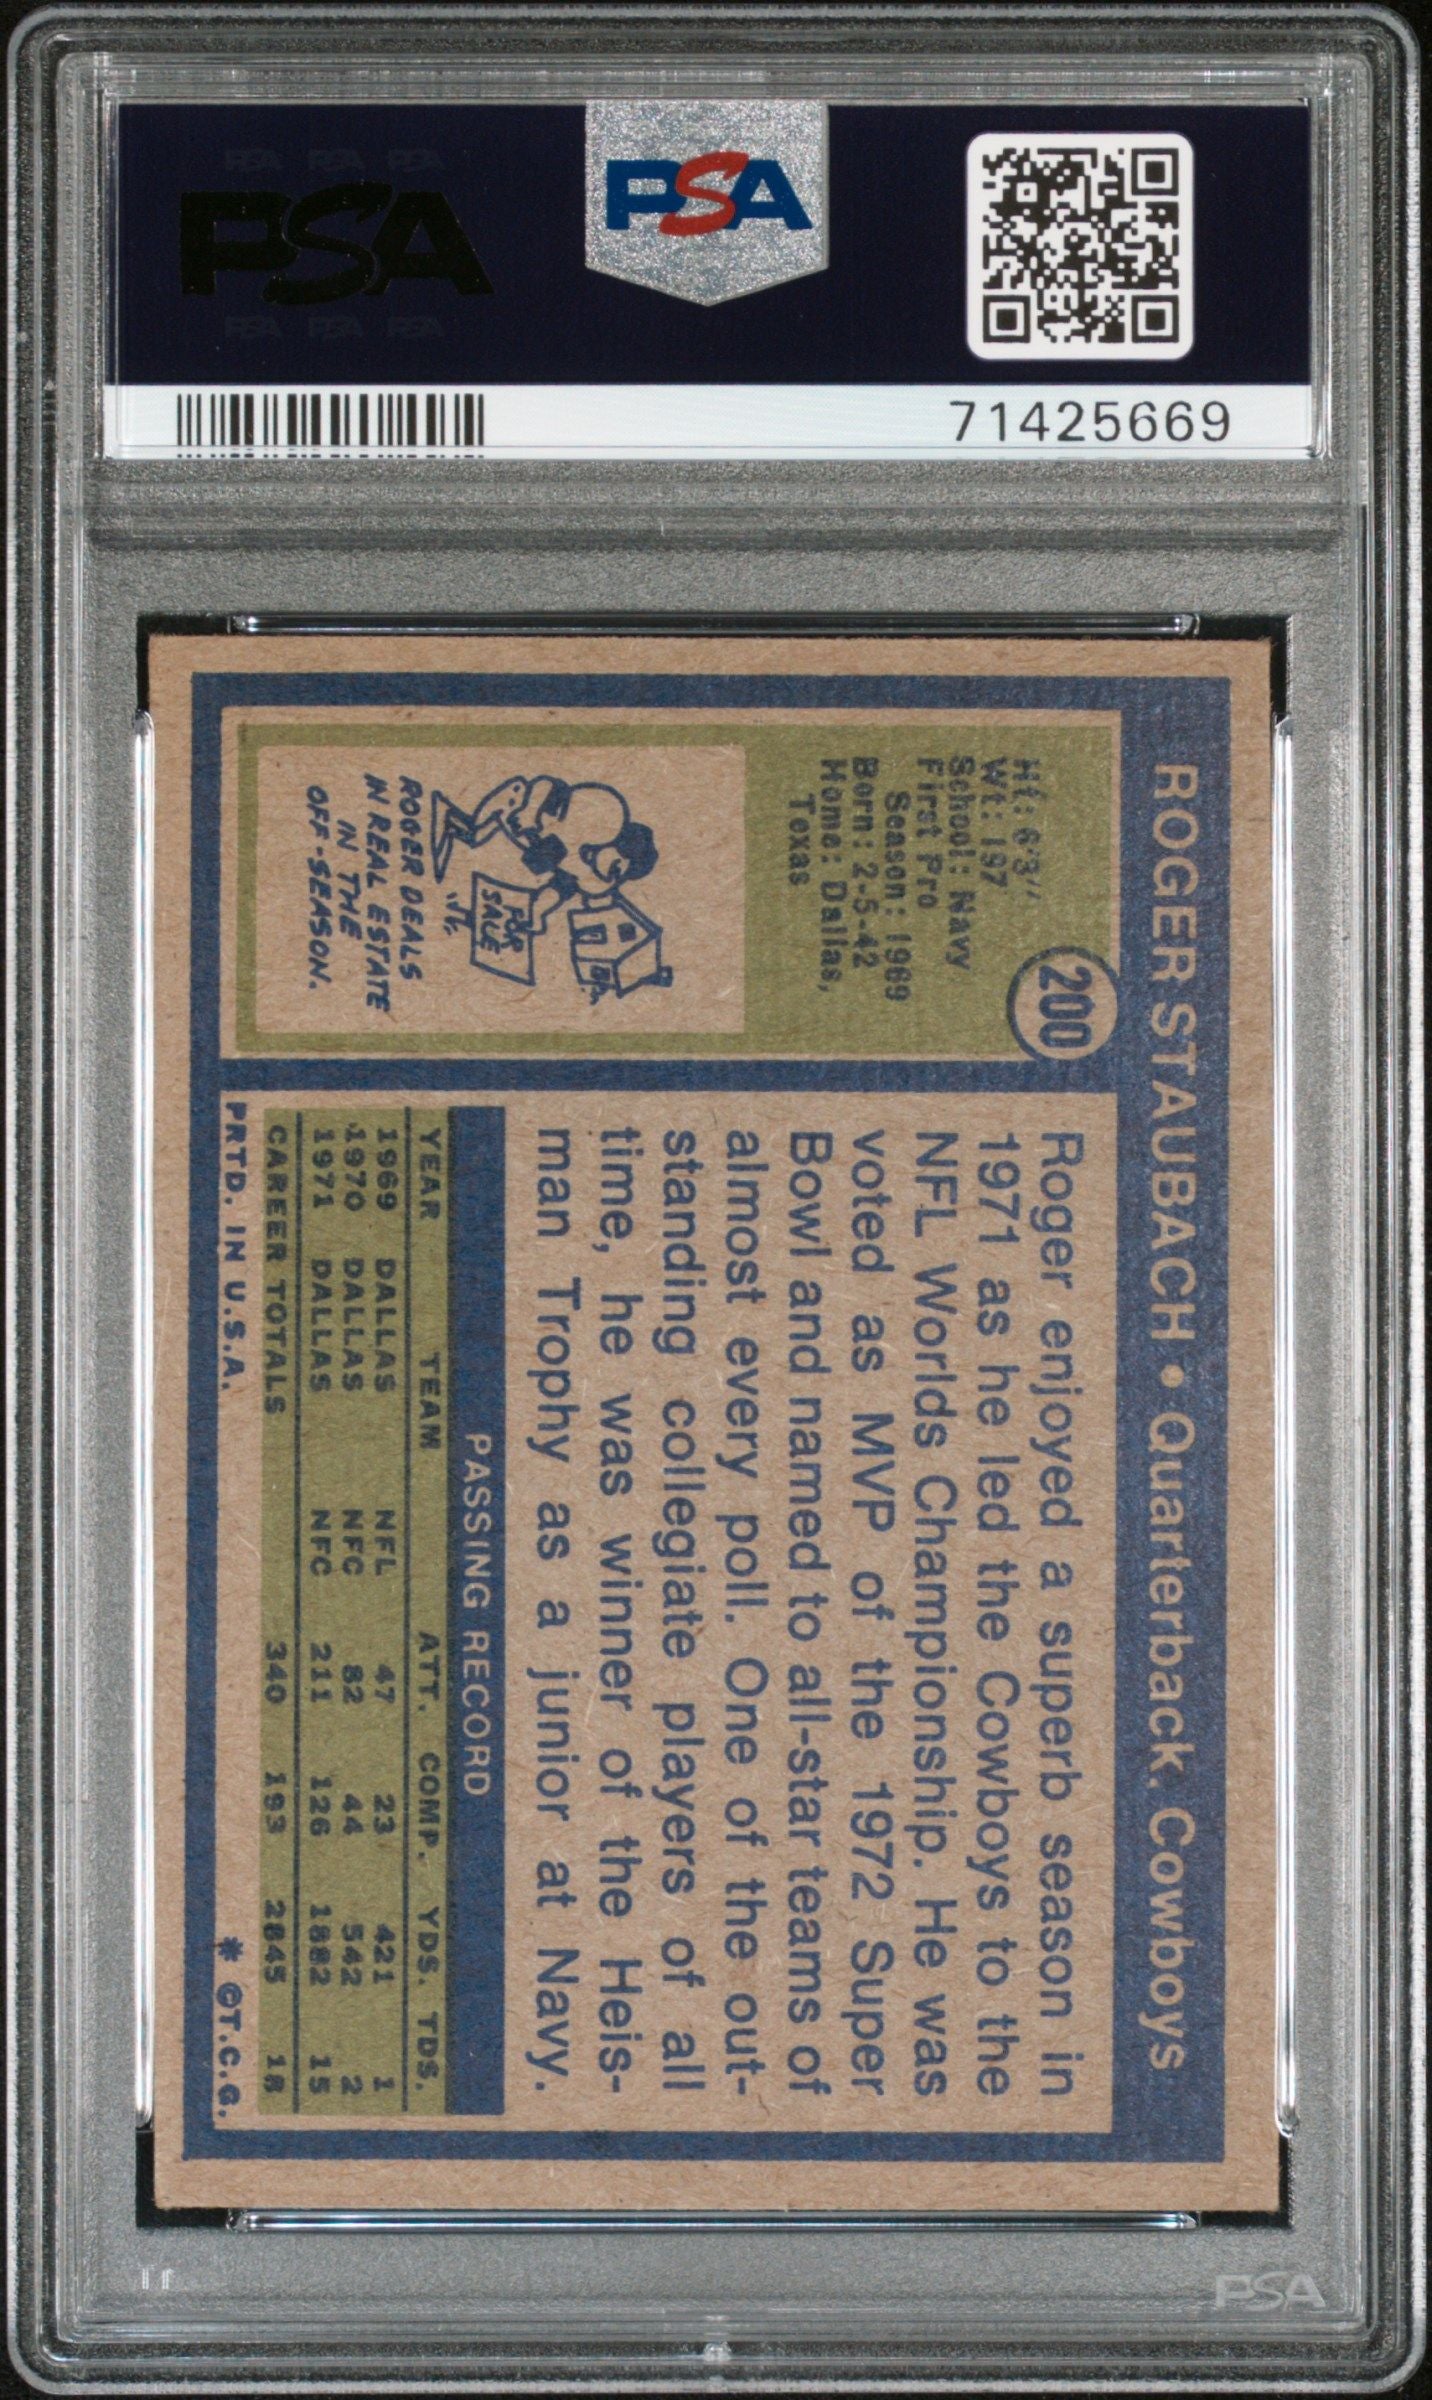 PSA PSA PSA
PSA
PSA PSA PSA
PSA
71425669
ROGER STAUBACH • Quarterback. Cowboys
200
Ht: 6'3"
Wt: 197
School: Navy
First Pro
Season: 1969
Born: 2-5-42
Home: Dallas,
Texas
FOR
SALE
ROGER DEALS
IN REAL ESTATE
IN THE
OFF-SEASON.
Roger enjoyed a superb season in
1971 as he led the Cowboys to the
NFL Worlds Championship. He was
voted as MVP of the 1972 Super
Bowl and named to all-star teams of
almost every poll. One of the out-
standing collegiate players of all
time, he was winner of the Heis-
man Trophy as a junior at Navy.
PASSING RECORD
YEAR TEAM ATT. COMP. YDS. TDS.
1969 DALLAS NFL 47 23 421 1
1970 DALLAS NFC 82 44 542 2
1971 DALLAS NFC 211 126 1882 15
CAREER TOTALS 340 193 2845 18
PRTD. IN U.S.A. * ©T.C.G.
PSA